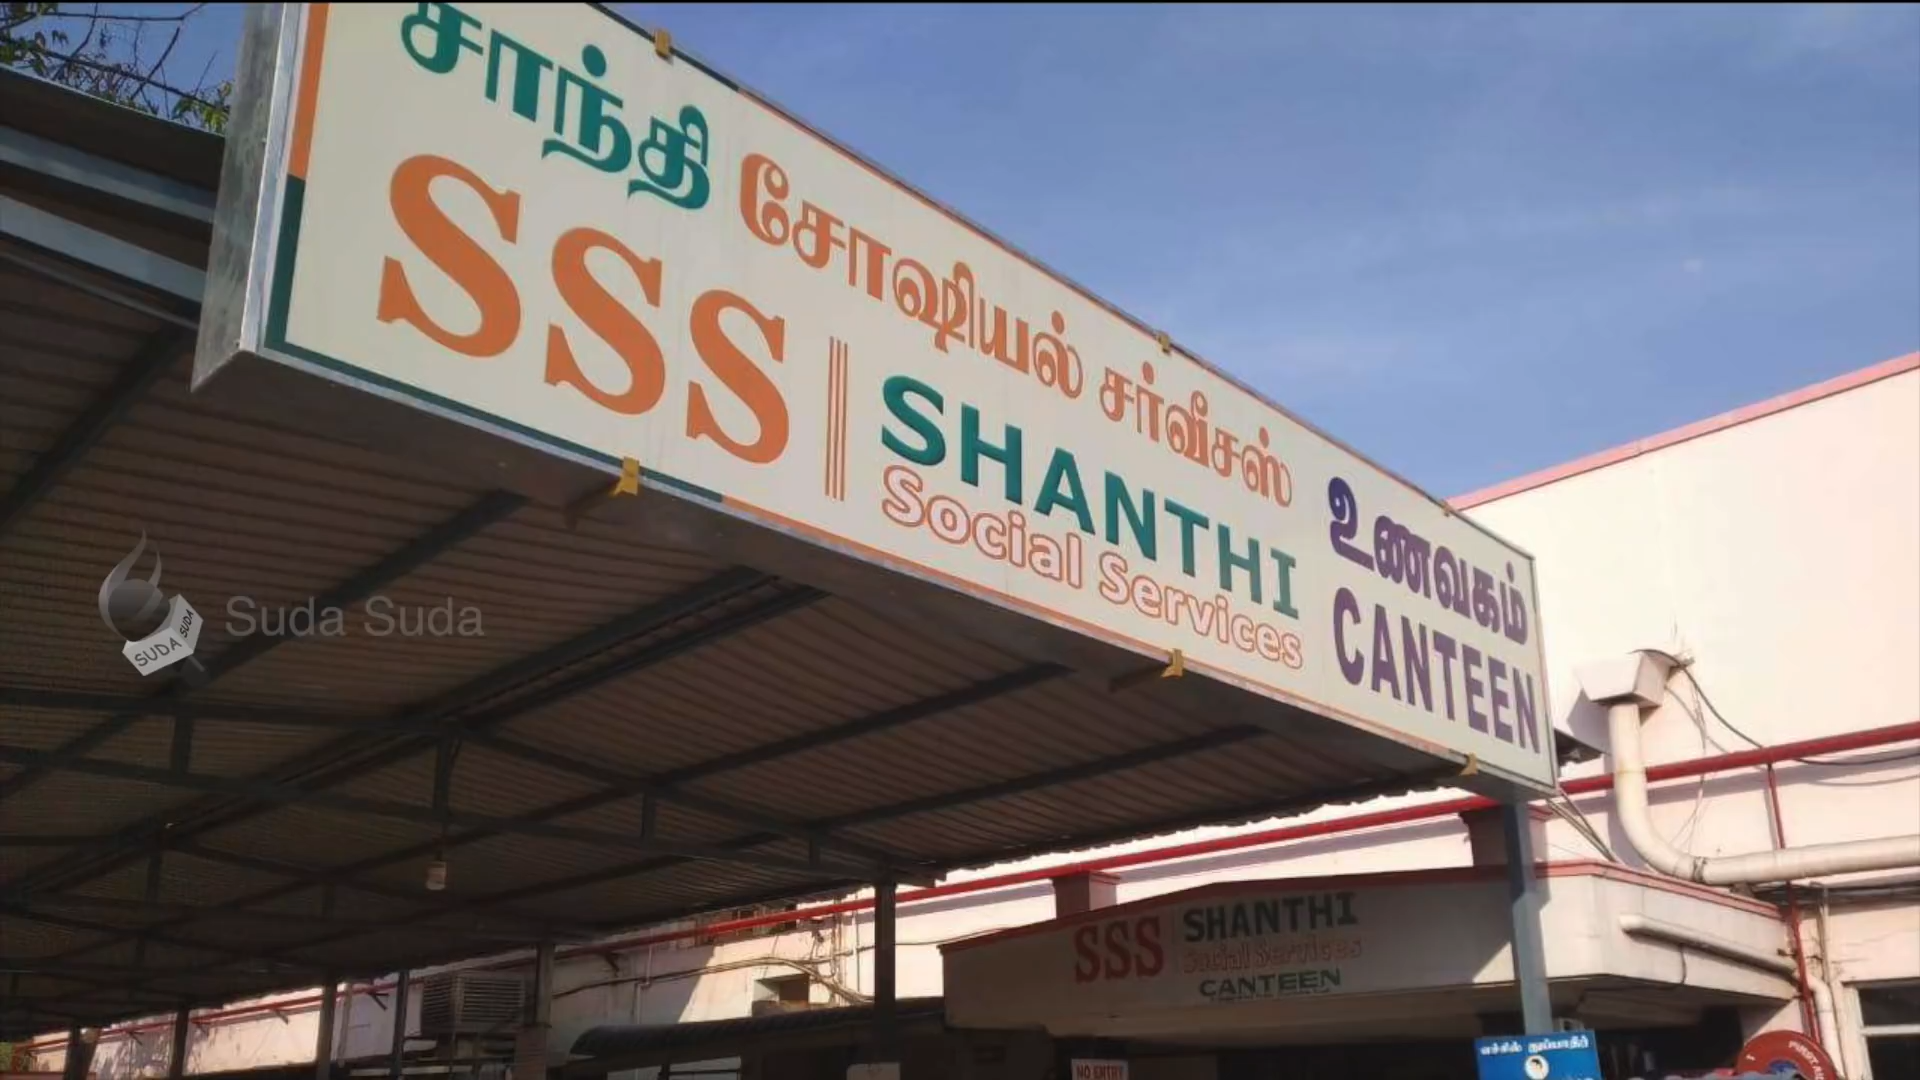 சாந்தி சோஷியல் சர்வீசஸ்
SSS
SHANTHI
Social Services
உணவகம்
CANTEEN
SUDA SUDA
Suda Suda
SSS
SHANTHI
Social Services
CANTEEN
எச்சில் துப்பாதீர்
NO ENTRY